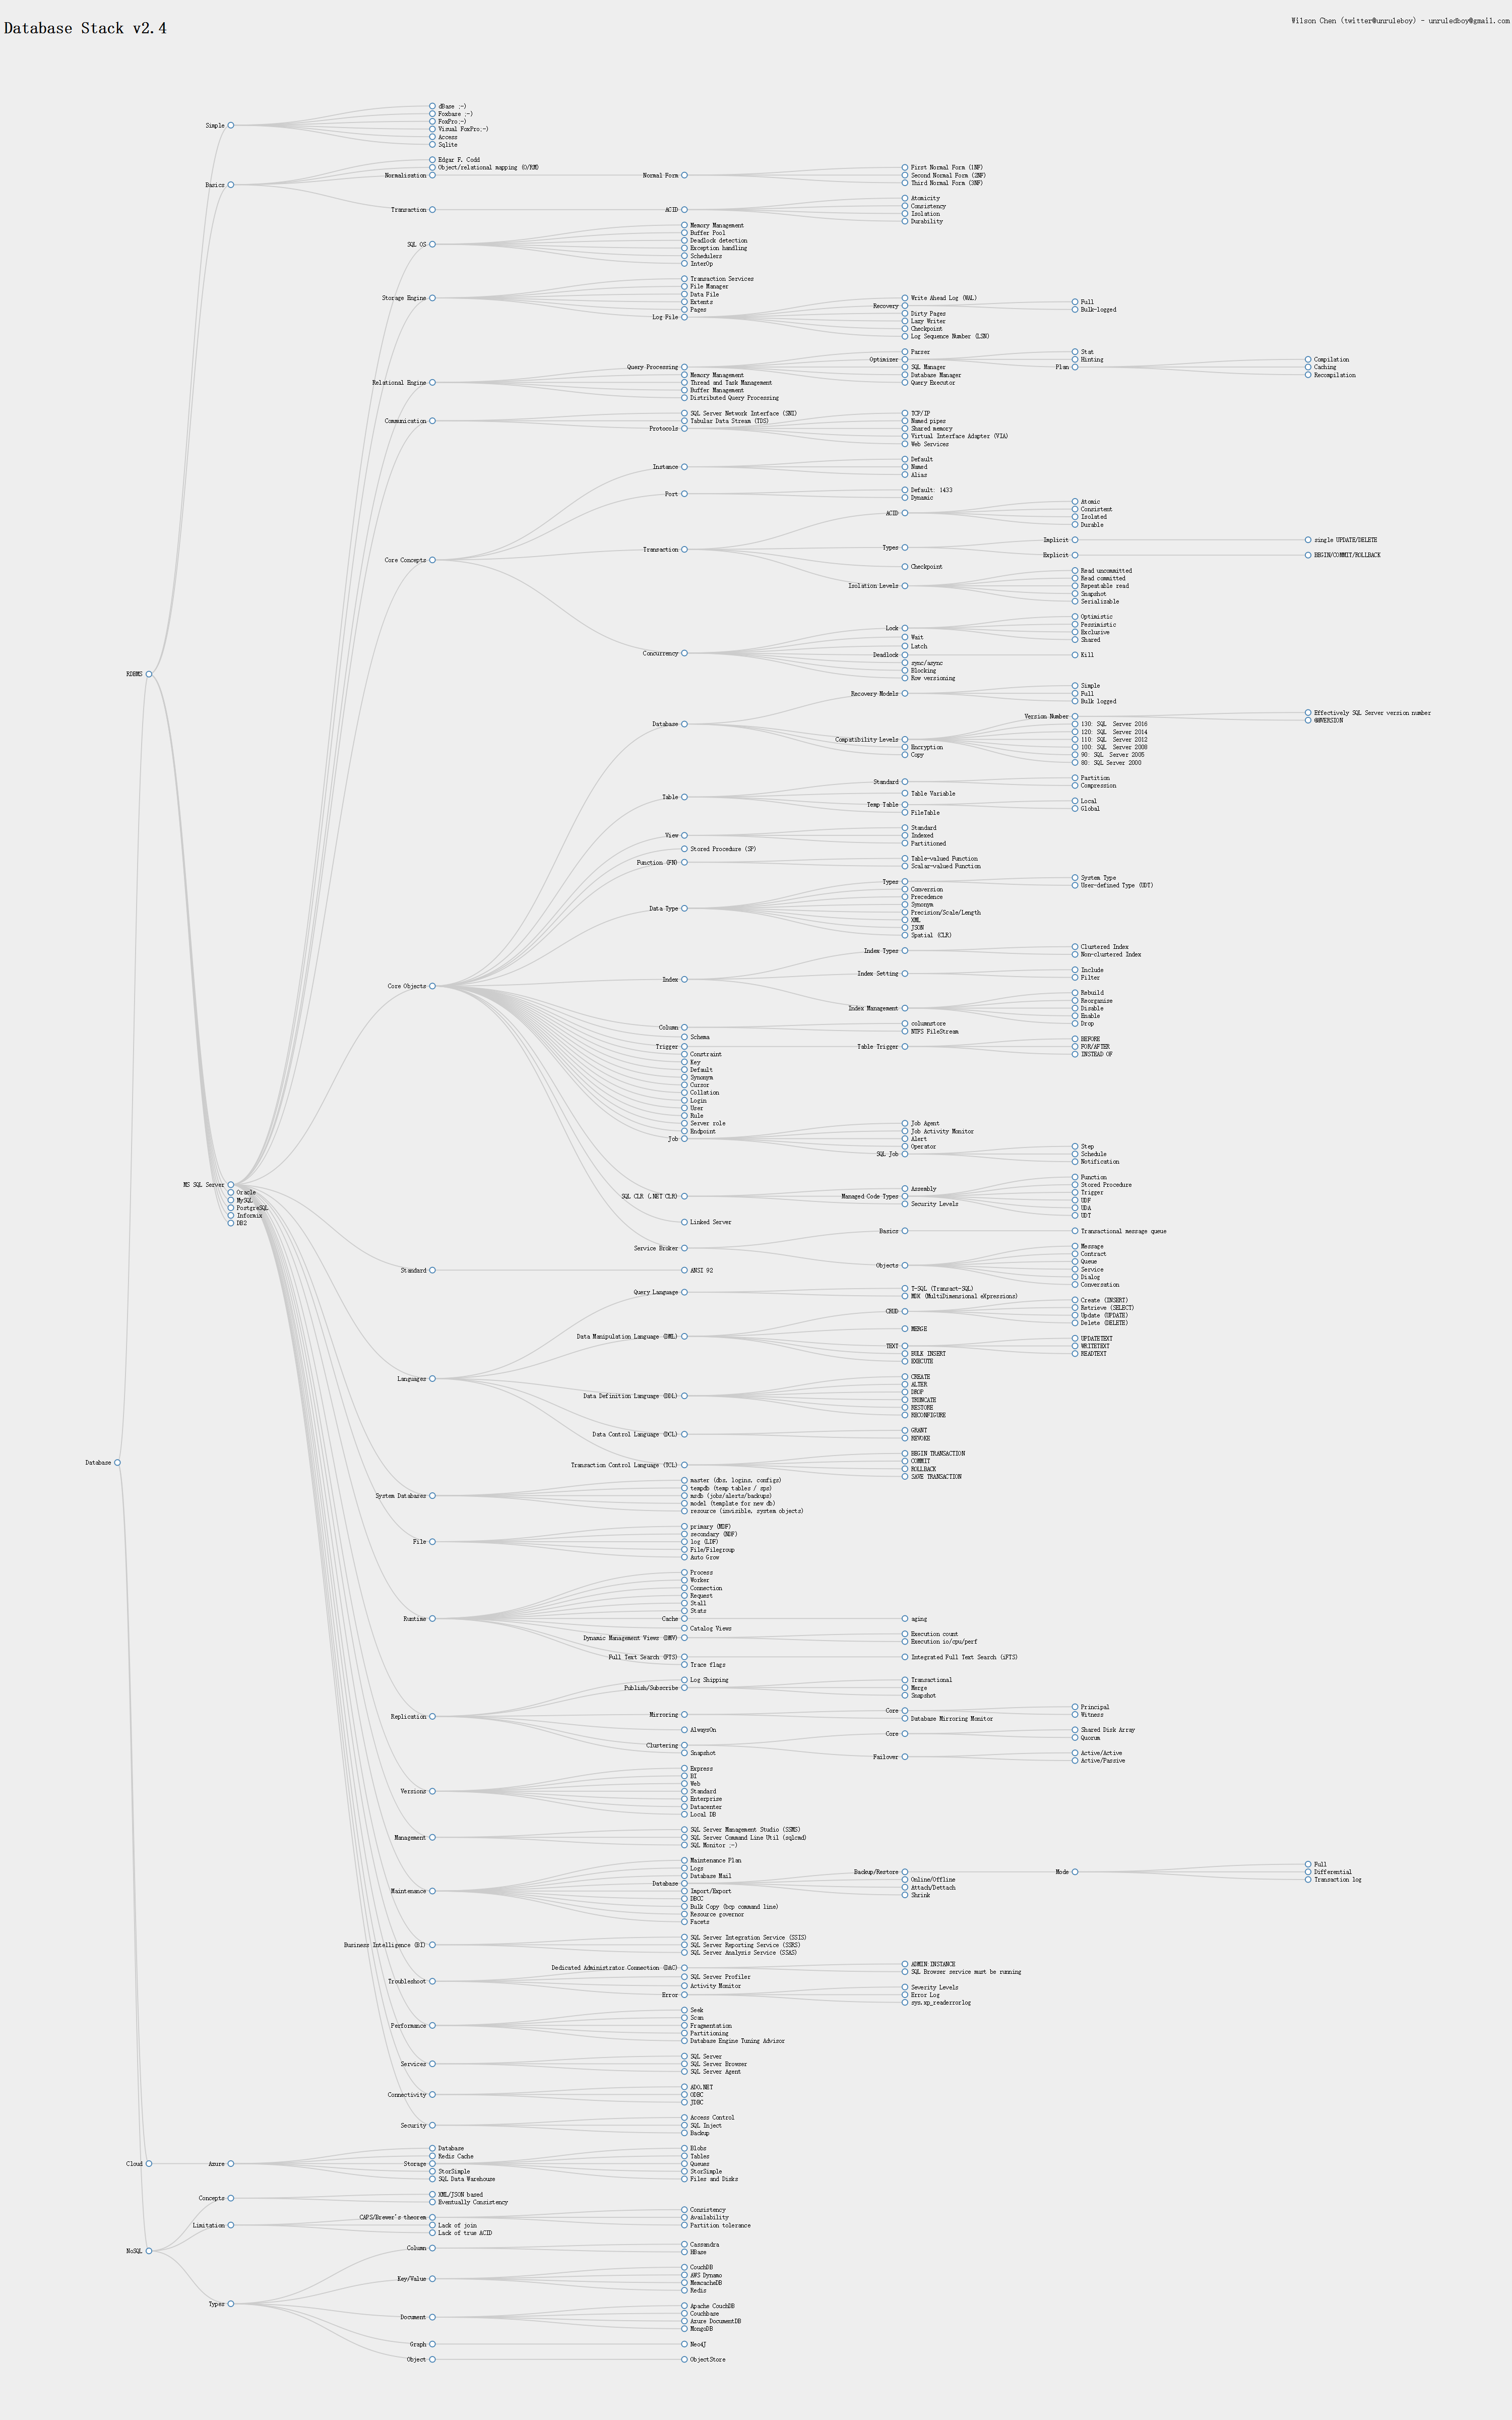 Database Stack v2.4
Wilson Chen (twitter@unruleboy) - unruledboy@gmail.com
dBase ;-)
Foxbase ;-)
FoxPro;-)
Simple
Visual FoxPro;-)
Access
Sqlite
Edgar F. Codd
Object/relational mapping (O/RM)
First Normal Form (1NF)
Normalisation
Normal Form
Second Normal Form (2NF)
Third Normal Form (3NF)
Basics
Atomicity
Consistency
Transaction
ACID
Isolation
Durability
Memory Management
Buffer Pool
Deadlock detection
SQL OS
Exception handling
Schedulers
InterOp
Transaction Services
File Manager
Data File
Storage Engine
Write Ahead Log (WAL)
Extents
Full
Recovery
Pages
Bulk-logged
Dirty Pages
Log File
Lazy Writer
Checkpoint
Log Sequence Number (LSN)
Parser
Stat
Optimizer
Hinting
Compilation
Query Processing
SQL Manager
Plan
Caching
Memory Management
Database Manager
Recompilation
Relational Engine
Thread and Task Management
Query Executor
Buffer Management
Distributed Query Processing
SQL Server Network Interface (SNI)
TCP/IP
Communication
Tabular Data Stream (TDS)
Named pipes
Protocols
Shared memory
Virtual Interface Adapter (VIA)
Web Services
Default
Instance
Named
Alias
Default: 1433
Port
Dynamic
Atomic
Consistent
ACID
Isolated
Durable
Implicit
single UPDATE/DELETE
Transaction
Types
Explicit
BEGIN/COMMIT/ROLLBACK
Core Concepts
Checkpoint
Read uncommitted
Read committed
Isolation Levels
Repeatable read
Snapshot
Serializable
Optimistic
Pessimistic
Lock
Exclusive
Wait
Shared
Latch
Concurrency
Deadlock
Kill
sync/async
Blocking
Row versioning
RDBMS
Simple
Recovery Models
Full
Bulk logged
Effectively SQL Server version number
Version Number
@@VERSION
Database
130: SQL  Server 2016
120: SQL  Server 2014
Compatibility Levels
110: SQL  Server 2012
Encryption
100: SQL  Server 2008
Copy
90: SQL  Server 2005
80: SQL Server 2000
Partition
Standard
Compression
Table
Table Variable
Local
Temp Table
Global
FileTable
Standard
View
Indexed
Partitioned
Stored Procedure (SP)
Table-valued Function
Function (FN)
Scalar-valued Function
System Type
Types
User-defined Type (UDT)
Conversion
Precedence
Synonym
Data Type
Precision/Scale/Length
XML
JSON
Spatial (CLR)
Clustered Index
Index Types
Non-clustered Index
Include
Index Setting
Filter
Index
Core Objects
Rebuild
Reorganise
Index Management
Disable
Enable
Drop
columnstore
Column
NTFS FileStream
Schema
BEFORE
Trigger
Table Trigger
FOR/AFTER
Constraint
INSTEAD OF
Key
Default
Synonym
Cursor
Collation
Login
User
Rule
Server role
Job Agent
Endpoint
Job Activity Monitor
Job
Alert
Operator
Step
SQL Job
Schedule
Notification
Function
MS SQL Server
Stored Procedure
Assembly
Oracle
Trigger
SQL CLR (.NET CLR)
Managed Code Types
MySQL
UDF
Security Levels
PostgreSQL
UDA
Informix
UDT
Linked Server
DB2
Basics
Transactional message queue
Service Broker
Message
Contract
Objects
Queue
Standard
ANSI 92
Service
Dialog
Conversation
T-SQL (Transact-SQL)
Query Language
MDX (MultiDimensional eXpressions)
Create (INSERT)
Retrieve (SELECT)
CRUD
Update (UPDATE)
Delete (DELETE)
MERGE
Data Manipulation Language (DML)
UPDATETEXT
TEXT
WRITETEXT
BULK INSERT
READTEXT
EXECUTE
Languages
CREATE
ALTER
DROP
Data Definition Language (DDL)
TRUNCATE
RESTORE
RECONFIGURE
GRANT
Data Control Language (DCL)
REVOKE
BEGIN TRANSACTION
COMMIT
Transaction Control Language (TCL)
ROLLBACK
SAVE TRANSACTION
Database
master (dbs, logins, configs)
tempdb (temp tables / sps)
System Databases
msdb (jobs/alerts/backups)
model (template for new db)
resource (invisible, system objects)
primary (MDF)
secondary (NDF)
File
log (LDF)
File/Filegroup
Auto Grow
Process
Worker
Connection
Request
Stall
Stats
Runtime
Cache
aging
Catalog Views
Execution count
Dynamic Management Views (DMV)
Execution io/cpu/perf
Full Text Search (FTS)
Integrated Full Text Search (iFTS)
Trace flags
Log Shipping
Transactional
Publish/Subscribe
Merge
Snapshot
Principal
Core
Replication
Mirroring
Witness
Database Mirroring Monitor
AlwaysOn
Shared Disk Array
Core
Quorum
Clustering
Snapshot
Active/Active
Failover
Active/Passive
Express
BI
Web
Versions
Standard
Enterprise
Datacenter
Local DB
SQL Server Management Studio (SSMS)
Management
SQL Server Command Line Util (sqlcmd)
SQL Monitor ;-)
Maintenance Plan
Full
Logs
Backup/Restore
Mode
Differential
Database Mail
Online/Offline
Transaction log
Database
Attach/Dettach
Maintenance
Import/Export
Shrink
DBCC
Bulk Copy (bcp command line)
Resource governor
Facets
SQL Server Integration Service (SSIS)
Business Intelligence (BI)
SQL Server Reporting Service (SSRS)
SQL Server Analysis Service (SSAS)
ADMIN INSTANCE
Dedicated Administrator Connection (DAC)
SQL Browser service must be running
SQL Server Profiler
Troubleshoot
Activity Monitor
Severity Levels
Error
Error Log
sys.xp_readerrorlog
Seek
Scan
Performance
Fragmentation
Partitioning
Database Engine Tuning Advisor
SQL Server
Services
SQL Server Browser
SQL Server Agent
ADO.NET
Connectivity
ODBC
JDBC
Access Control
Security
SQL Inject
Backup
Database
Blobs
Redis Cache
Tables
Cloud
Azure
Storage
Queues
StorSimple
StorSimple
SQL Data Warehouse
Files and Disks
Concepts
XML/JSON based
Eventually Consistency
Consistency
CAPS/Brewer's theorem
Availability
Limitation
Lack of join
Partition tolerance
Lack of true ACID
NoSQL
Column
Cassandra
HBase
CouchDB
AWS Dynamo
Key/Value
MemcacheDB
Redis
Types
Apache CouchDB
Couchbase
Document
Azure DocumentDB
MongoDB
Graph
Neo4J
Object
ObjectStore